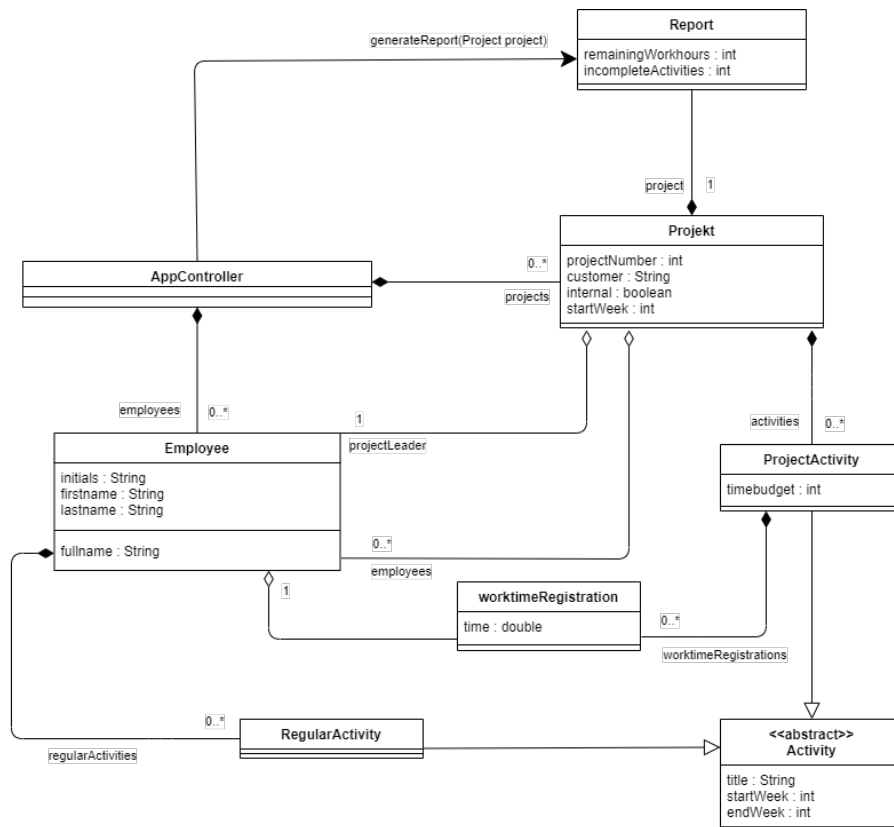 Report
generateReport(Project project)
remainingWorkhours : int
incompleteActivities : int
project
1
Projekt
AppController
0..*
projectNumber : int
customer : String
internal : boolean
startWeek : int
projects
employees
0..*
1
projectLeader
activities
0..*
Employee
initials : String
firstname : String
lastname : String
fullname : String
ProjectActivity
timebudget : int
0..*
employees
1
worktimeRegistration
time : double
0..*
worktimeRegistrations
0..*
regularActivities
RegularActivity
<<abstract>>
Activity
title : String
startWeek : int
endWeek : int